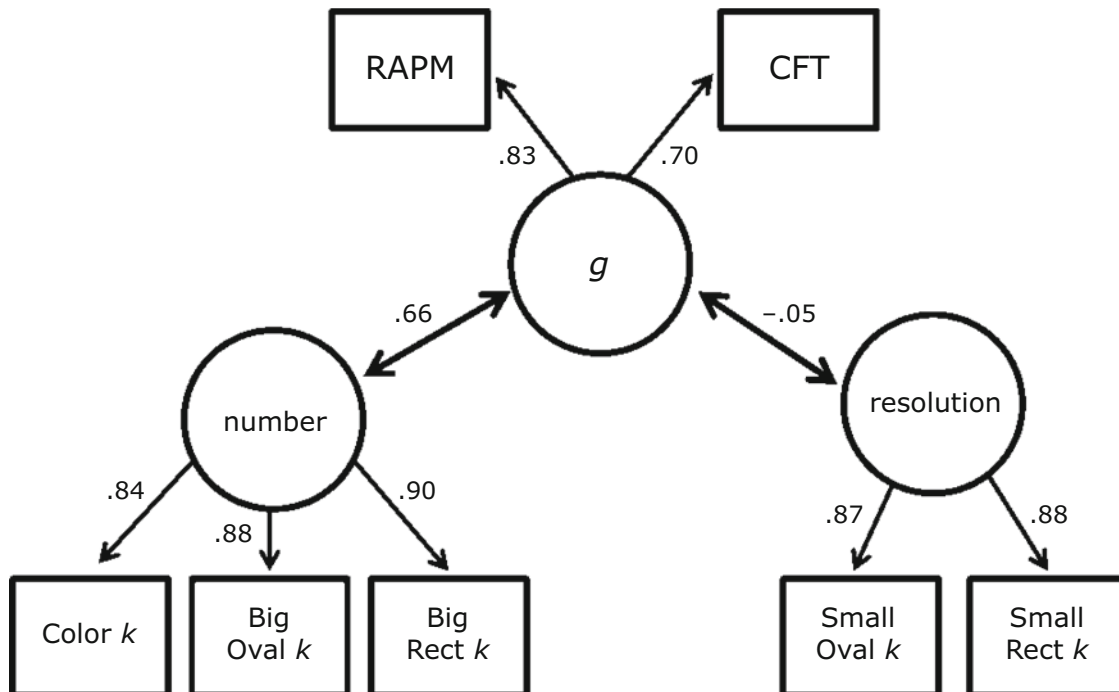 RAPM
CFT
.83
.70
g
.66
–.05
number
resolution
.84
.88
.90
.87
.88
Color k
Big
Oval k
Big
Rect k
Small
Oval k
Small
Rect k